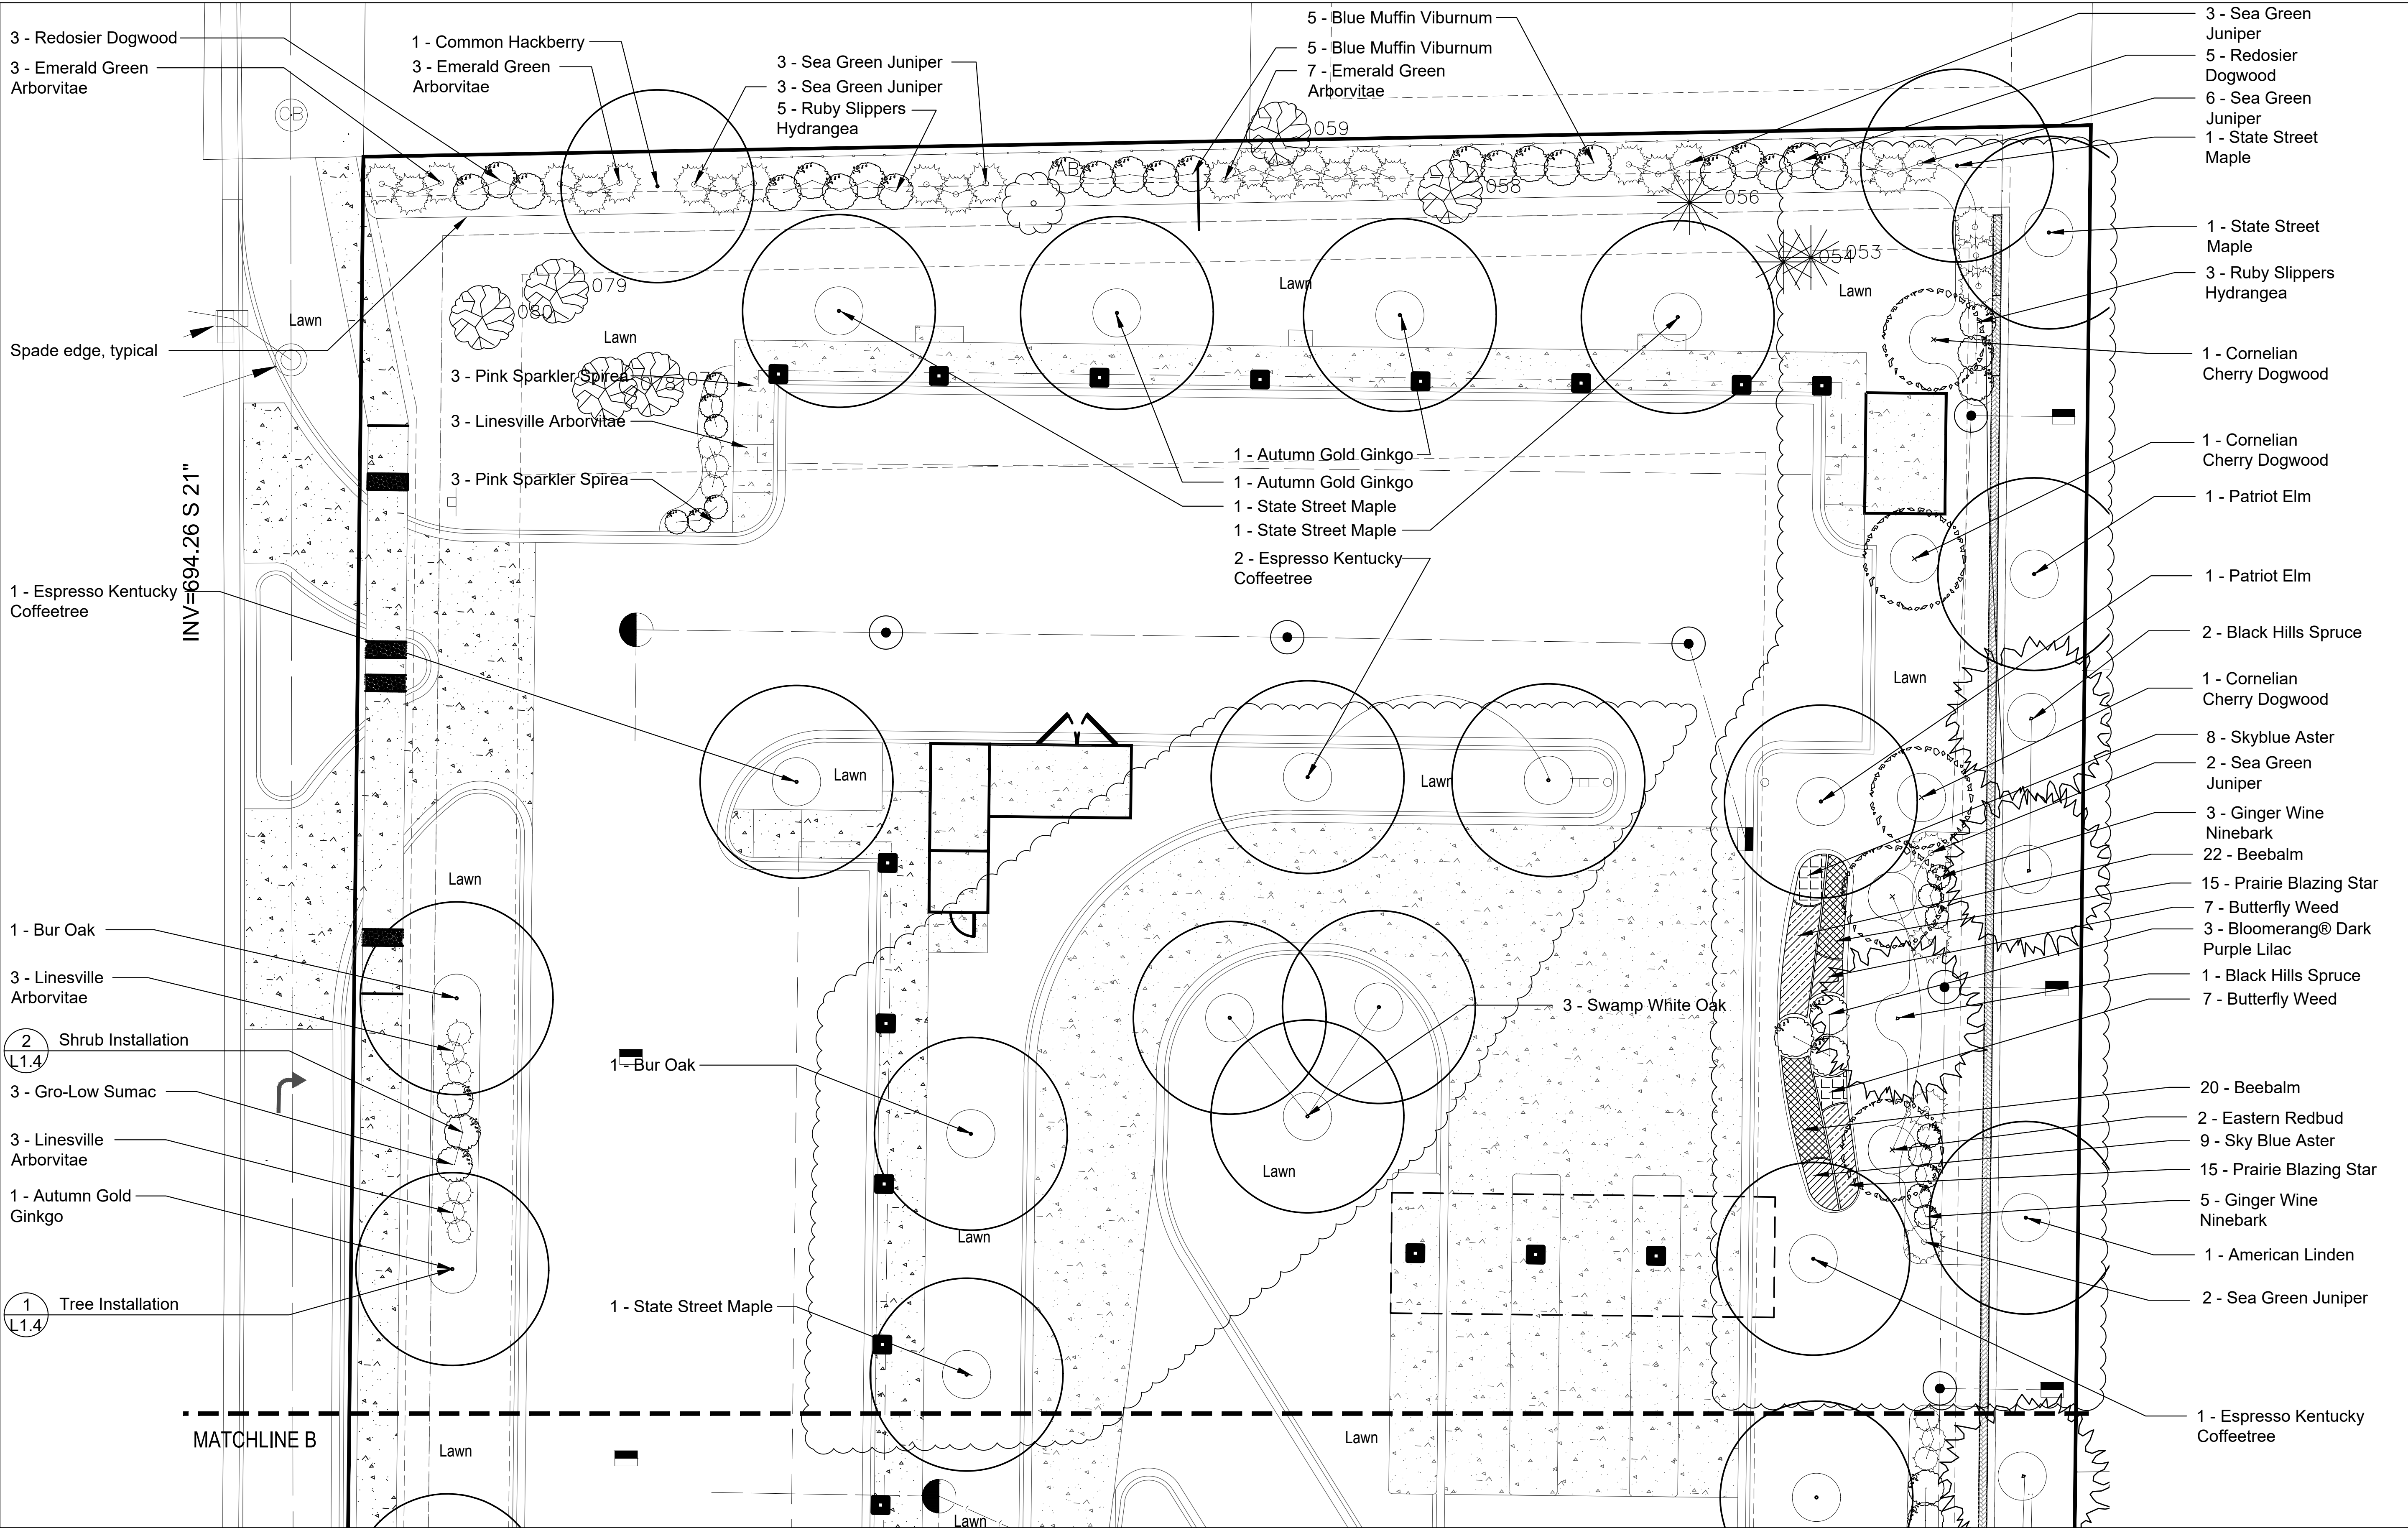 3 - Redosier Dogwood
3 - Emerald Green
Arborvitae
CB
1 - Common Hackberry
3 - Emerald Green
Arborvitae
3 - Sea Green Juniper
3 - Sea Green Juniper
5 - Ruby Slippers
Hydrangea
5 - Blue Muffin Viburnum
5 - Blue Muffin Viburnum
7 - Emerald Green
Arborvitae
3 - Sea Green
Juniper
5 - Redosier
Dogwood
6 - Sea Green
Juniper
1 - State Street
Maple
059
AB
058
056
054
053
1 - State Street
Maple
3 - Ruby Slippers
Hydrangea
1 - Cornelian
Cherry Dogwood
079
080
Lawn
Lawn
Lawn
Lawn
Spade edge, typical
3 - Pink Sparkler Spirea
078
3 - Linesville Arborvitae
3 - Pink Sparkler Spirea
INV=694.26 S 21"
1 - Autumn Gold Ginkgo
1 - Autumn Gold Ginkgo
1 - State Street Maple
1 - State Street Maple
2 - Espresso Kentucky
Coffeetree
1 - Cornelian
Cherry Dogwood
1 - Patriot Elm
1 - Patriot Elm
2 - Black Hills Spruce
1 - Cornelian
Cherry Dogwood
8 - Skyblue Aster
2 - Sea Green
Juniper
3 - Ginger Wine
Ninebark
22 - Beebalm
15 - Prairie Blazing Star
7 - Butterfly Weed
3 - Bloomerang® Dark
Purple Lilac
1 - Black Hills Spruce
7 - Butterfly Weed
20 - Beebalm
2 - Eastern Redbud
9 - Sky Blue Aster
15 - Prairie Blazing Star
5 - Ginger Wine
Ninebark
1 - American Linden
2 - Sea Green Juniper
1 - Espresso Kentucky
Coffeetree
1 - Espresso Kentucky
Coffeetree
Lawn
Lawn
Lawn
Lawn
1 - Bur Oak
3 - Linesville
Arborvitae
2
L1.4
Shrub Installation
3 - Gro-Low Sumac
3 - Linesville
Arborvitae
1 - Autumn Gold
Ginkgo
1
L1.4
Tree Installation
1 - Bur Oak
3 - Swamp White Oak
Lawn
Lawn
1 - State Street Maple
MATCHLINE B
Lawn
Lawn
Lawn